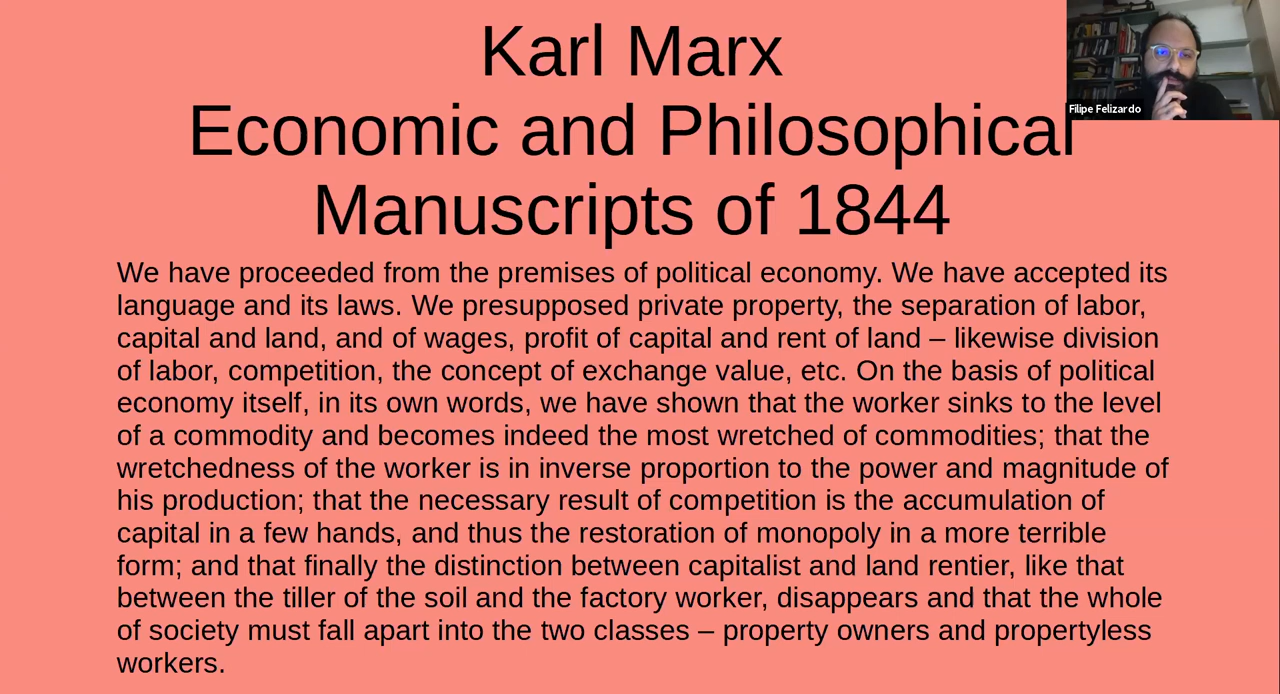 Karl Marx
Economic and Philosophical
Manuscripts of 1844
Filipe Felizardo
We have proceeded from the premises of political economy. We have accepted its
language and its laws. We presupposed private property, the separation of labor,
capital and land, and of wages, profit of capital and rent of land – likewise division
of labor, competition, the concept of exchange value, etc. On the basis of political
economy itself, in its own words, we have shown that the worker sinks to the level
of a commodity and becomes indeed the most wretched of commodities; that the
wretchedness of the worker is in inverse proportion to the power and magnitude of
his production; that the necessary result of competition is the accumulation of
capital in a few hands, and thus the restoration of monopoly in a more terrible
form; and that finally the distinction between capitalist and land rentier, like that
between the tiller of the soil and the factory worker, disappears and that the whole
of society must fall apart into the two classes – property owners and propertyless
workers.